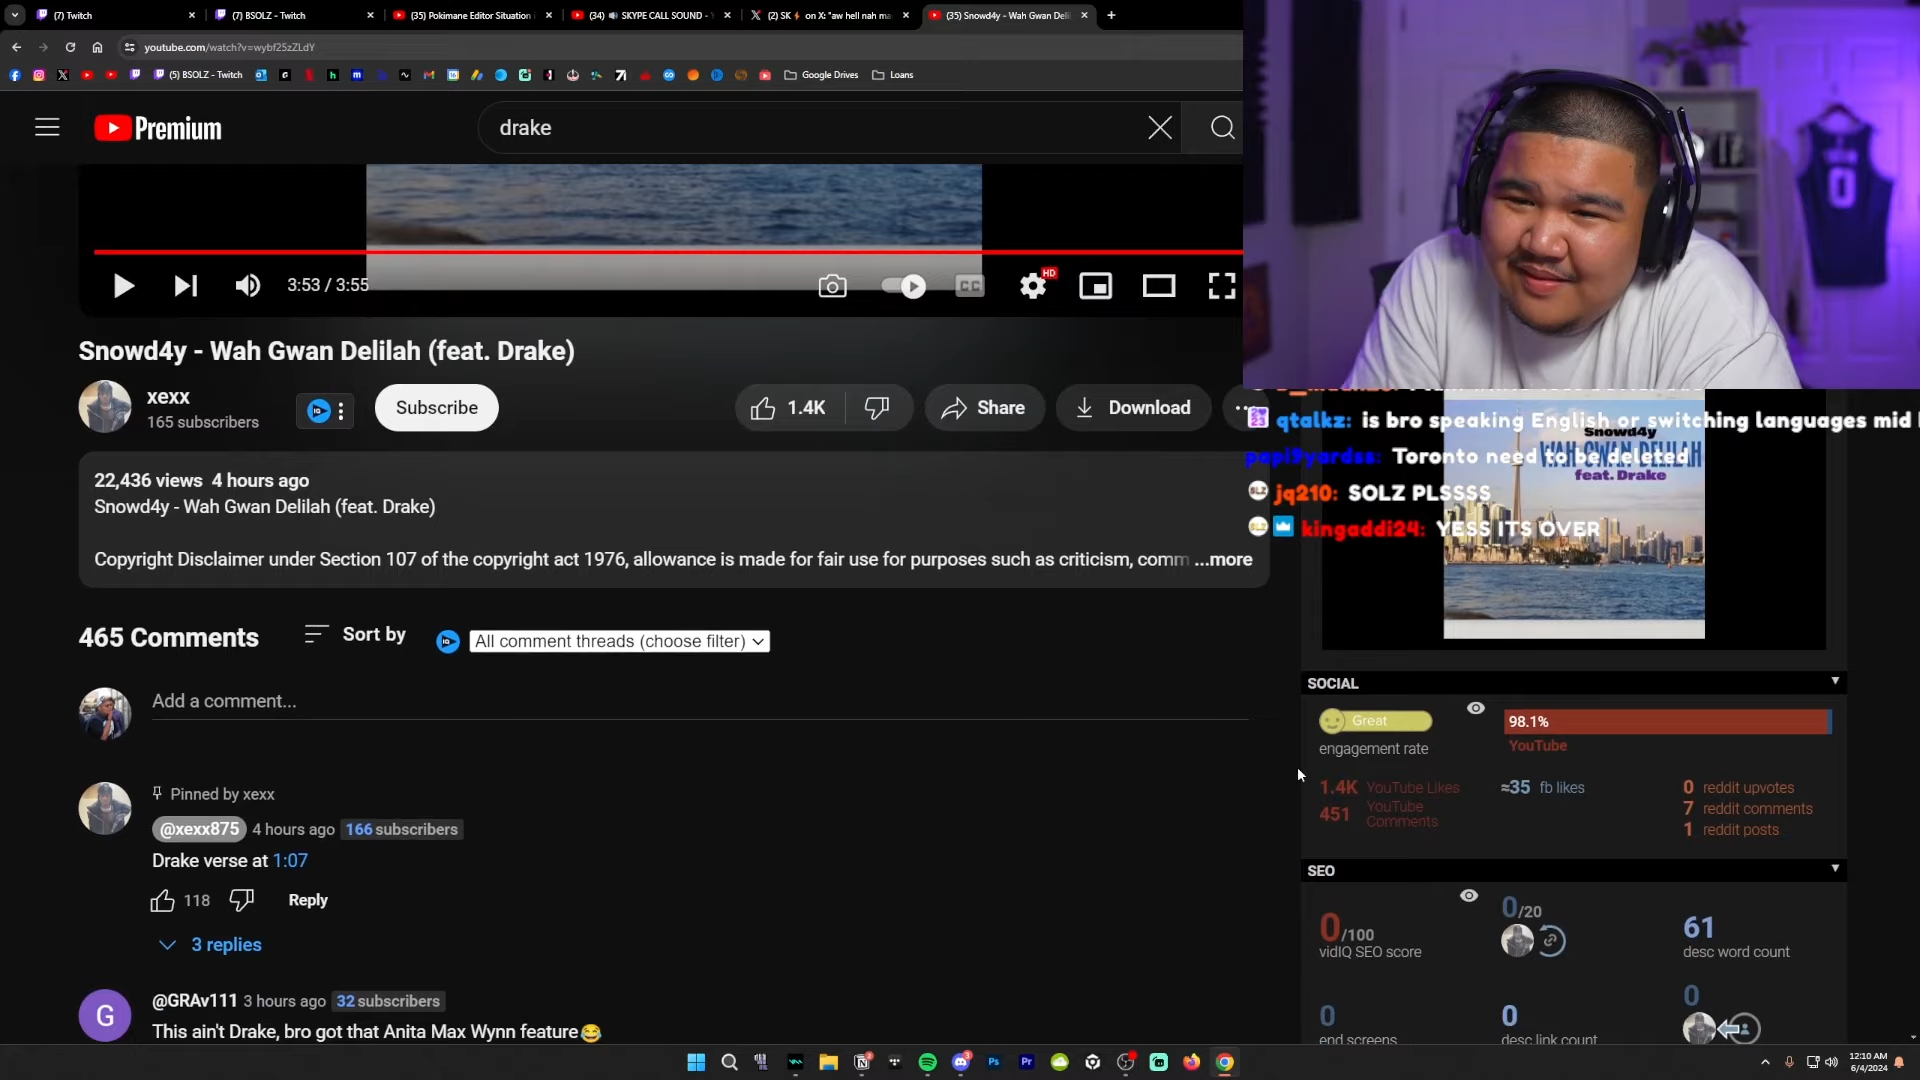 (7) Twitch
(7) BSOLZ - Twitch
(35) Pokimane Editor Situation i
(34) 🔊 SKYPE CALL SOUND - Y
(2) SK⚡ on X: "aw hell nah ma
(35) Snowd4y - Wah Gwan Deli
youtube.com/watch?v=wybf25zZLdY
(5) BSOLZ - Twitch
Google Drives
Loans
Premium
drake
3:53 / 3:55
CC
HD
Snowd4y - Wah Gwan Delilah (feat. Drake)
xexx
165 subscribers
Subscribe
1.4K
Share
Download
22,436 views 4 hours ago
Snowd4y - Wah Gwan Delilah (feat. Drake)
Copyright Disclaimer under Section 107 of the copyright act 1976, allowance is made for fair use for purposes such as criticism, comm ...more
qtalkz: is bro speaking English or switching languages mid
papi9yardss: Toronto need to be deleted
jq210: SOLZ PLSSSS
kingaddi24: YESS ITS OVER
Snowd4y
WAH GWAN DELILAH
feat. Drake
465 Comments
Sort by
All comment threads (choose filter)
Add a comment...
Pinned by xexx
@xexx875 4 hours ago 166 subscribers
Drake verse at 1:07
118
Reply
3 replies
G
@GRAv111 3 hours ago 32 subscribers
This ain't Drake, bro got that Anita Max Wynn feature😂
SOCIAL
Great
engagement rate
98.1%
YouTube
1.4K YouTube Likes
451 YouTube Comments
≈35 fb likes
0 reddit upvotes
7 reddit comments
1 reddit posts
SEO
0/100
vidIQ SEO score
0/20
61
desc word count
0
end screens
0
desc link count
0
12:10 AM
6/4/2024